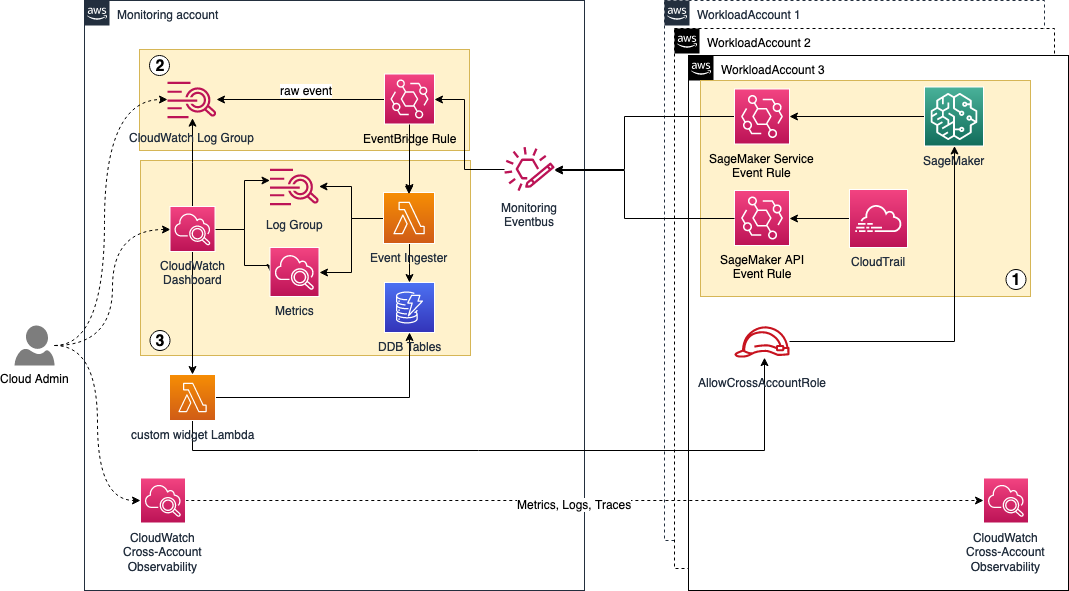 aws
Monitoring account
aws
WorkloadAccount 1
aws
WorkloadAccount 2
aws
WorkloadAccount 3
2
raw event
CloudWatch Log Group
EventBridge Rule
SageMaker Service
Event Rule
SageMaker
Monitoring
Eventbus
Log Group
Event Ingester
CloudWatch
Dashboard
SageMaker API
Event Rule
CloudTrail
1
Metrics
3
DDB Tables
Cloud Admin
AllowCrossAccountRole
custom widget Lambda
Metrics, Logs, Traces
CloudWatch
Cross-Account
Observability
CloudWatch
Cross-Account
Observability